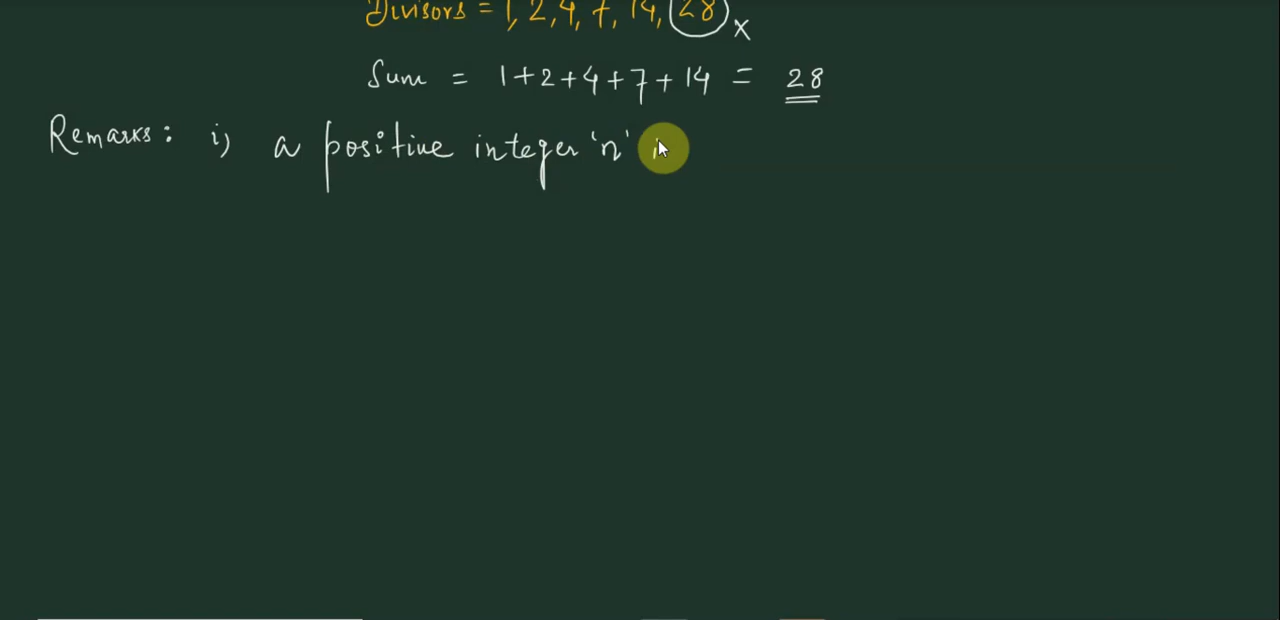 Divisors = 1, 2, 4, 7, 14, 28 x
Sum = 1+2+4+7+14 = 28
Remarks: i) a positive integer 'n' i